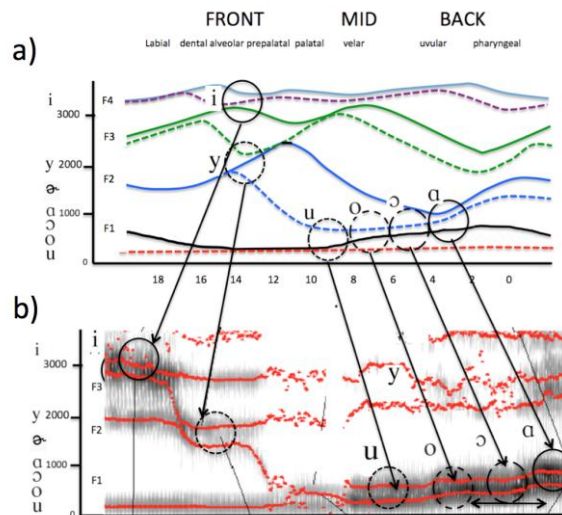 FRONT MID BACK
Labial dental alveolar prepalatal palatal velar uvular pharyngeal
a)
i F4 i
3000
F3
y 2000 y
F2
ɑ 1000 u o ɔ ɑ
ɔ F1
o
u 0
18 16 14 12 10 8 6 4 2 0
b)
i i
3000
F3 y
y 2000
F2
ɑ 1000 u o ɔ ɑ
ɔ F1
o
u 0